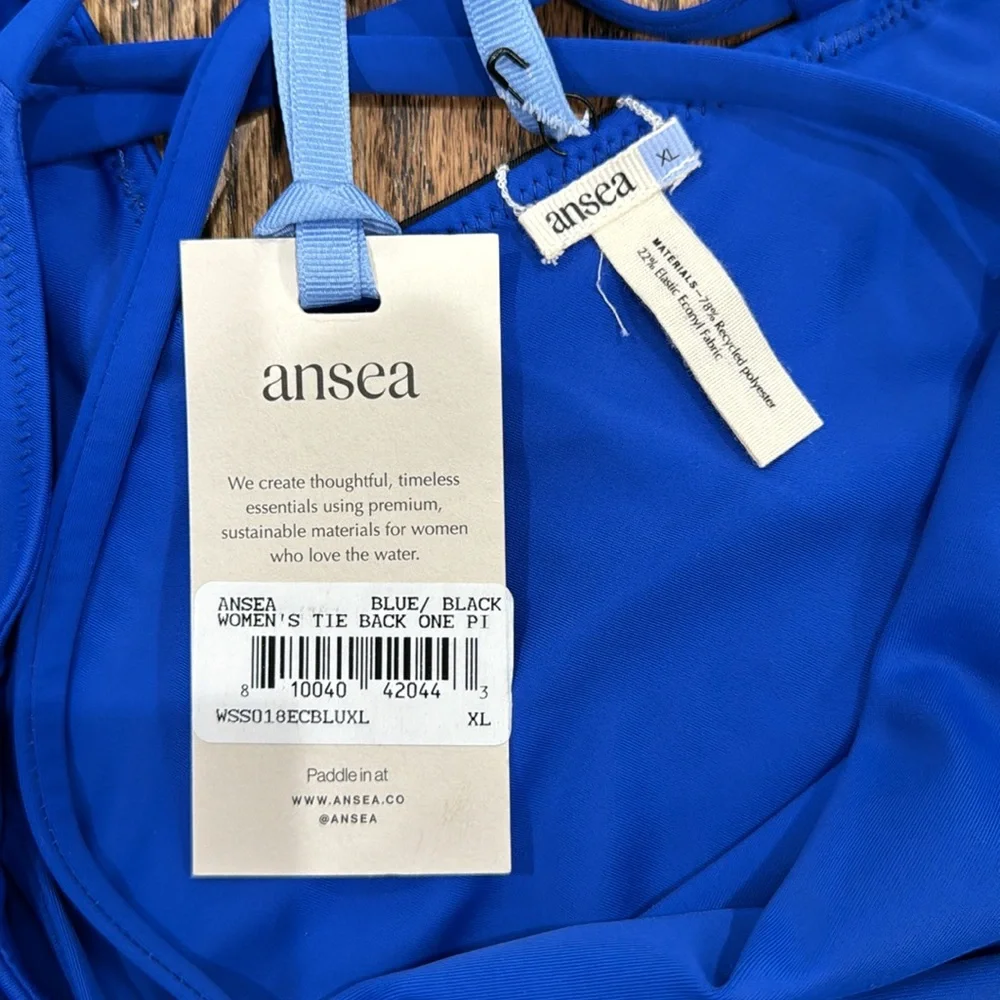 ansea
We create thoughtful, timeless
essentials using premium,
sustainable materials for women
who love the water.
ANSEA BLUE/ BLACK
WOMEN'S TIE BACK ONE PI
8 10040 42044 3
WSS018ECBLUXL XL
Paddle in at
WWW.ANSEA.CO
@ANSEA
ansea
XL
MATERIALS—78% Recycled polyester
22% Elastic Econyl Fabric